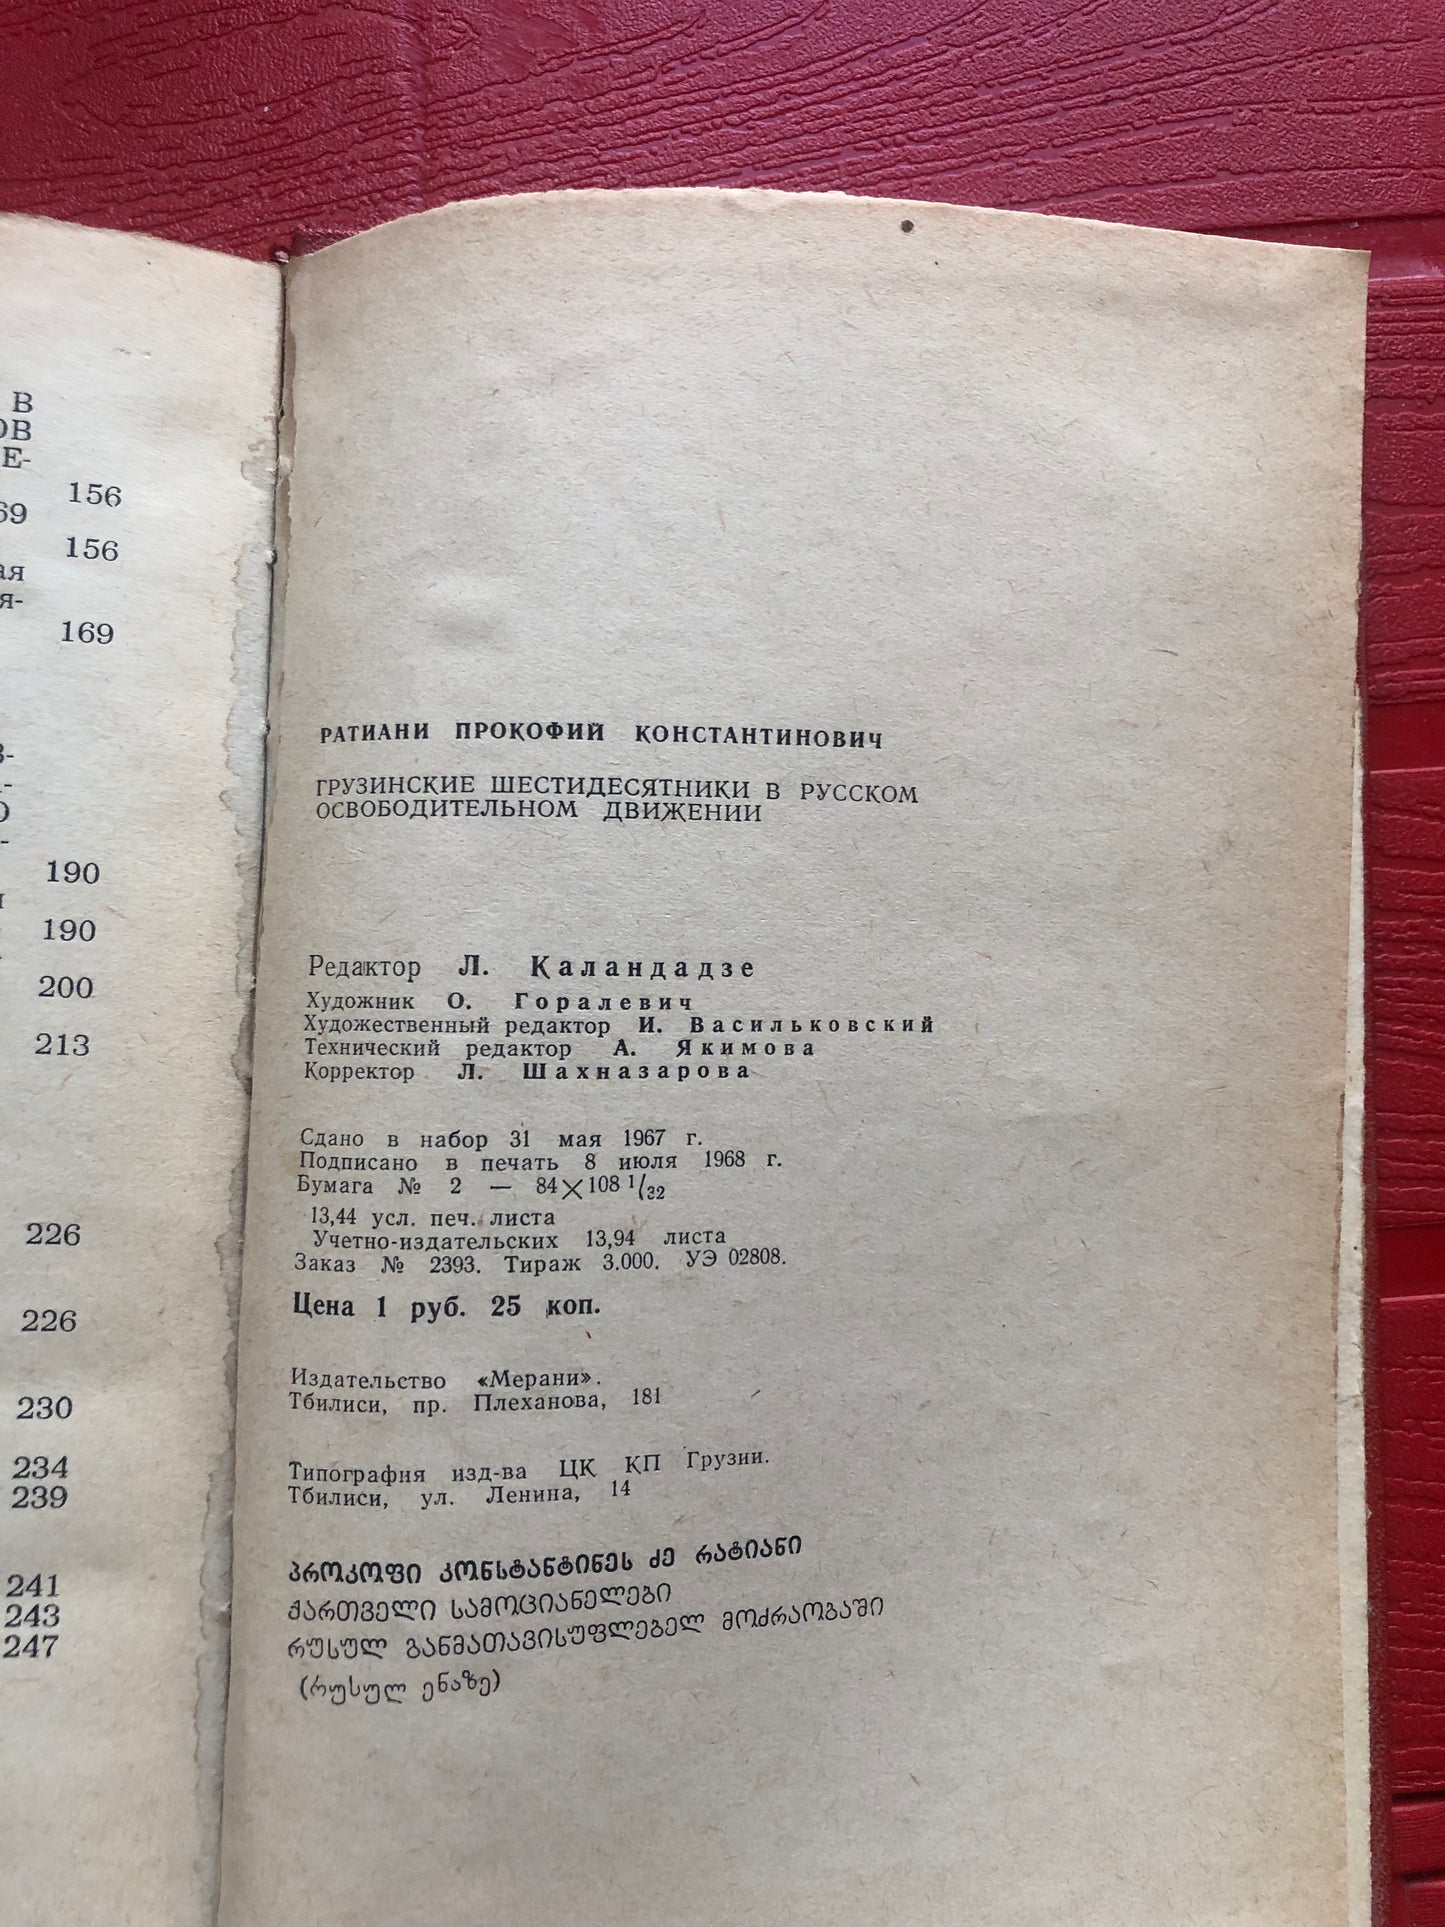 В
ОВ
Е-
156
69
156
ая
я-
169
190
190
200
213
226
226
230
234
239
241
243
247
РАТИАНИ ПРОКОФИЙ КОНСТАНТИНОВИЧ
ГРУЗИНСКИЕ ШЕСТИДЕСЯТНИКИ В РУССКОМ
ОСВОБОДИТЕЛЬНОМ ДВИЖЕНИИ
Редактор Л. Каландадзе
Художник О. Горалевич
Художественный редактор И. Васильковский
Технический редактор А. Якимова
Корректор Л. Шахназарова
Сдано в набор 31 мая 1967 г.
Подписано в печать 8 июля 1968 г.
Бумага № 2 — 84×108 1/32
13,44 усл. печ. листа
Учетно-издательских 13,94 листа
Заказ № 2393. Тираж 3.000. УЭ 02808.
Цена 1 руб. 25 коп.
Издательство «Мерани».
Тбилиси, пр. Плеханова, 181
Типография изд-ва ЦК КП Грузии.
Тбилиси, ул. Ленина, 14
პროკოფი კონსტანტინეს ძე რატიანი
ქართველი სამოციანელები
რუსულ განმათავისუფლებელ მოძრაობაში
(რუსულ ენაზე)